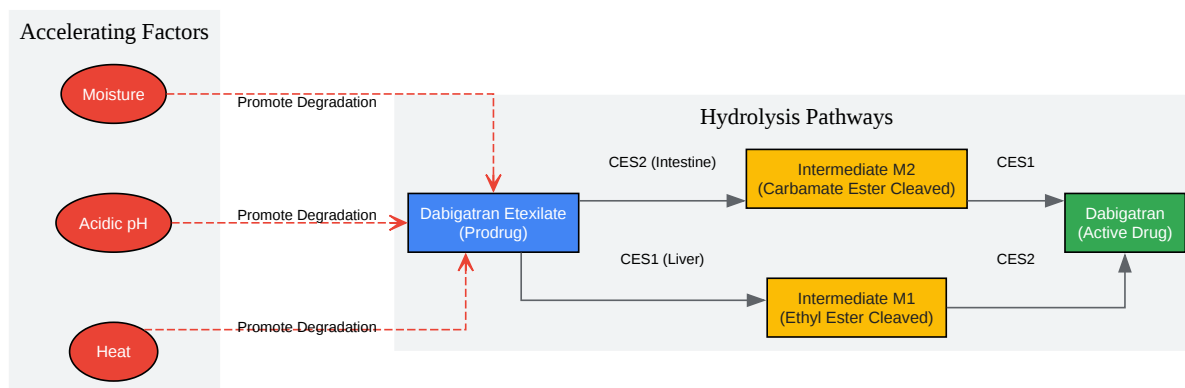 Accelerating Factors
Moisture
Promote Degradation
Hydrolysis Pathways
CES2 (Intestine)
Intermediate M2
(Carbamate Ester Cleaved)
CES1
Acidic pH
Promote Degradation
Dabigatran Etexilate
(Prodrug)
Dabigatran
(Active Drug)
CES1 (Liver)
CES2
Intermediate M1
(Ethyl Ester Cleaved)
Heat
Promote Degradation